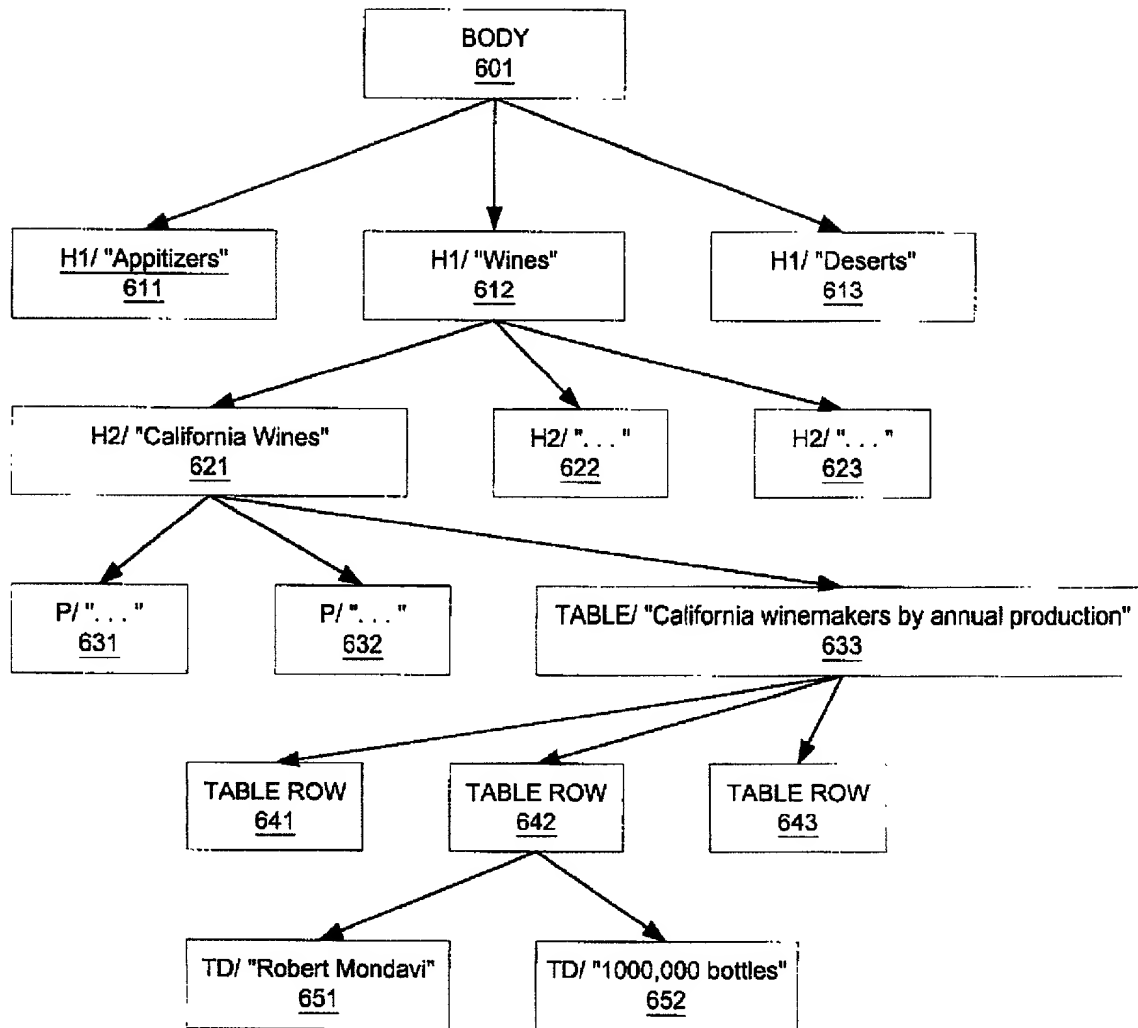 BODY
601
H1/ "Appitizers"
611
H1/ "Wines"
612
H1/ "Deserts"
613
H2/ "California Wines"
621
H2/ ". . . "
622
H2/ ". . . "
623
P/ ". . . "
631
P/ ". . . "
632
TABLE/ "California winemakers by annual production"
633
TABLE ROW
641
TABLE ROW
642
TABLE ROW
643
TD/ "Robert Mondavi"
651
TD/ "1000,000 bottles"
652